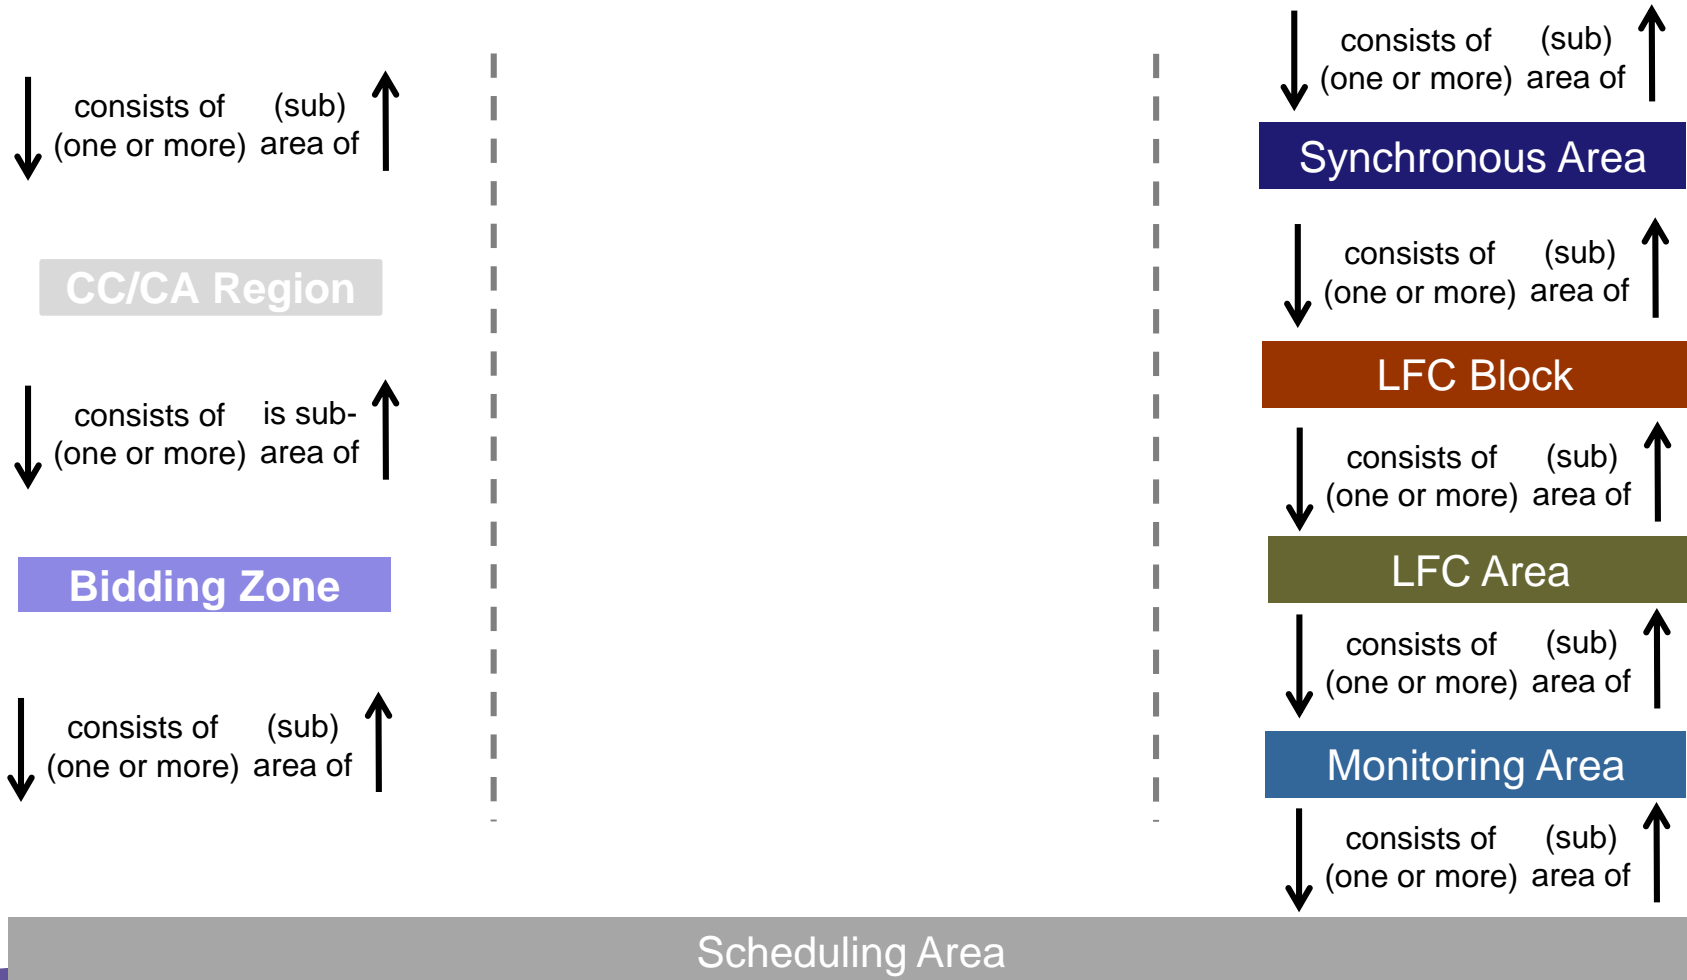 consists of (sub)
(one or more) area of
CC/CA Region
consists of is sub-
(one or more) area of
Bidding Zone
consists of (sub)
(one or more) area of
consists of (sub)
(one or more) area of
Synchronous Area
consists of (sub)
(one or more) area of
LFC Block
consists of (sub)
(one or more) area of
LFC Area
consists of (sub)
(one or more) area of
Monitoring Area
consists of (sub)
(one or more) area of
Scheduling Area